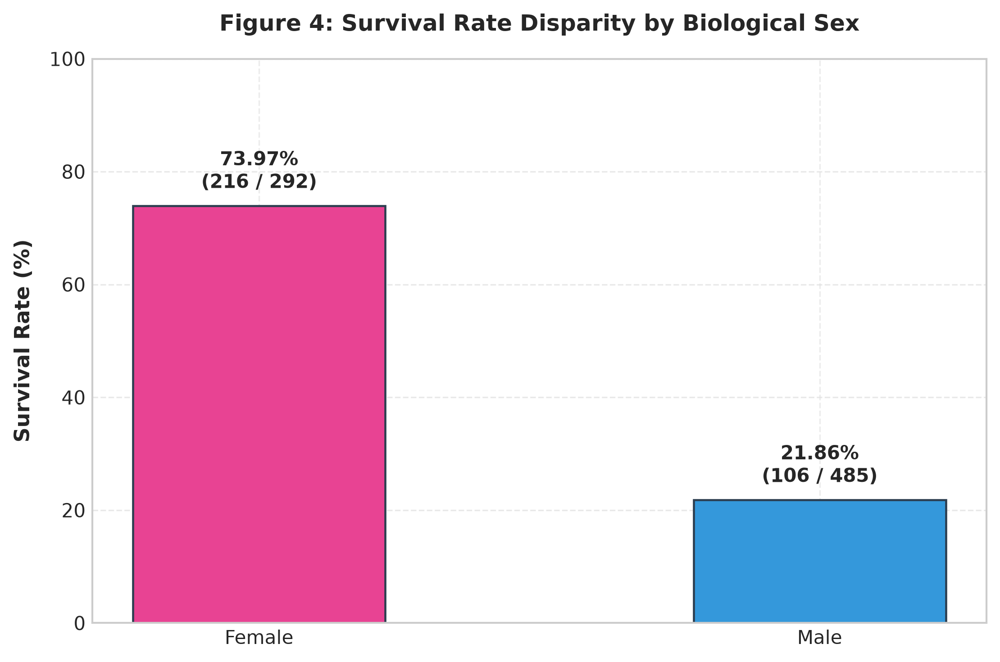 Figure 4: Survival Rate Disparity by Biological Sex
Survival Rate (%)
100
80
60
40
20
0
73.97%
(216 / 292)
21.86%
(106 / 485)
Female
Male